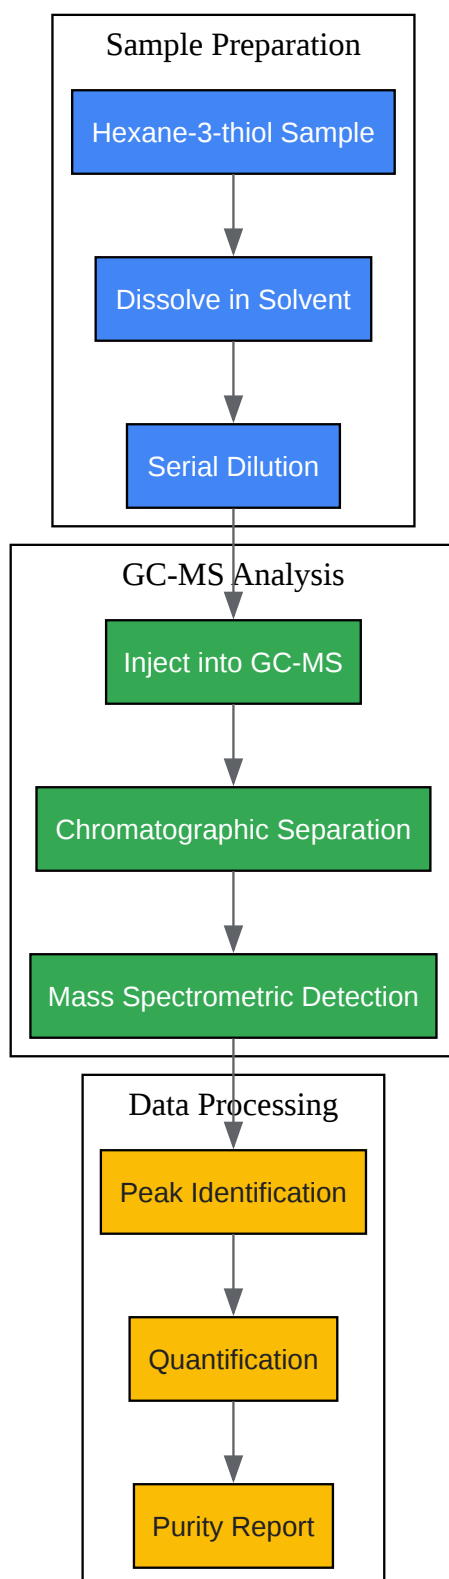 Sample Preparation
Hexane-3-thiol Sample
Dissolve in Solvent
Serial Dilution
GC-MS Analysis
Inject into GC-MS
Chromatographic Separation
Mass Spectrometric Detection
Data Processing
Peak Identification
Quantification
Purity Report